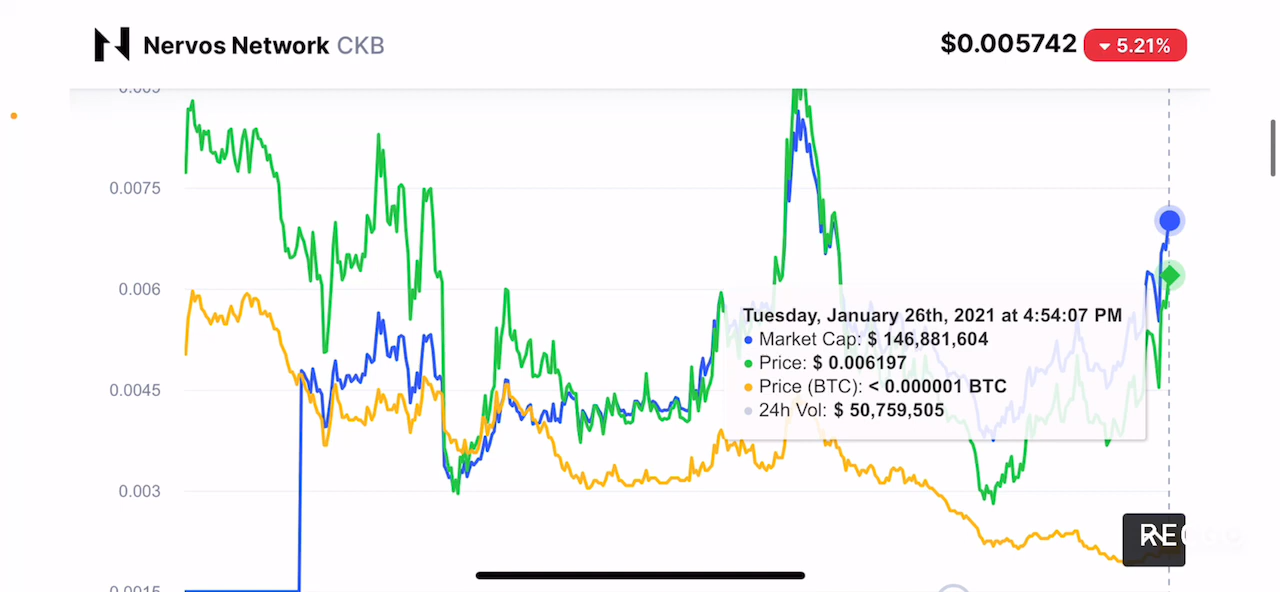 Nervos Network CKB
$0.005742 5.21%
0.0075
0.006
0.0045
0.003
0.0015
Tuesday, January 26th, 2021 at 4:54:07 PM
Market Cap: $ 146,881,604
Price: $ 0.006197
Price (BTC): < 0.000001 BTC
24h Vol: $ 50,759,505